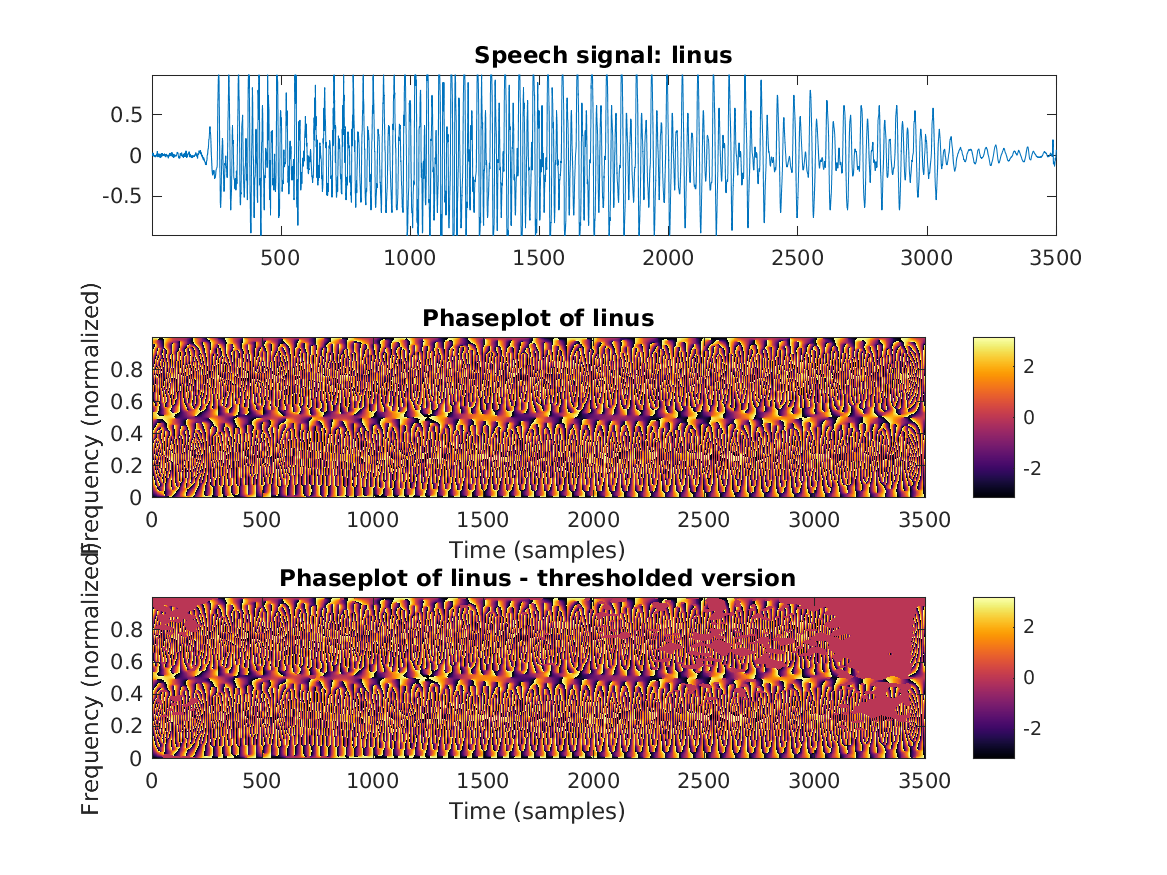 Speech signal: linus
0.5
0
-0.5
500 1000 1500 2000 2500 3000 3500
Phaseplot of linus
Frequency (normalized)
0.8
0.6
0.4
0.2
0
0 500 1000 1500 2000 2500 3000 3500
Time (samples)
2
0
-2
Phaseplot of linus - thresholded version
Frequency (normalized)
0.8
0.6
0.4
0.2
0
0 500 1000 1500 2000 2500 3000 3500
Time (samples)
2
0
-2